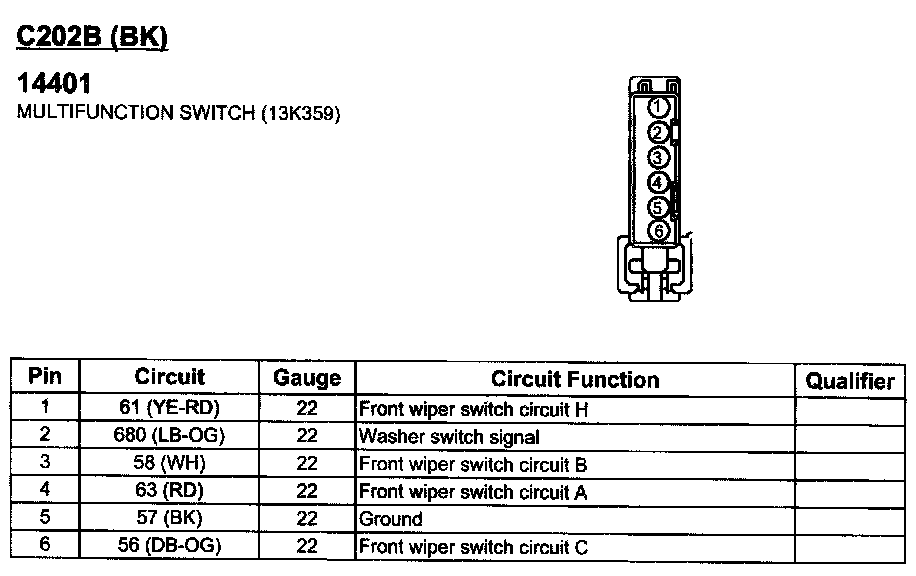 C202B (BK)
14401
MULTIFUNCTION SWITCH (13K359)
1
2
3
4
5
6
Pin Circuit Gauge Circuit Function Qualifier
1 61 (YE-RD) 22 Front wiper switch circuit H
2 680 (LB-OG) 22 Washer switch signal
3 58 (WH) 22 Front wiper switch circuit B
4 63 (RD) 22 Front wiper switch circuit A
5 57 (BK) 22 Ground
6 56 (DB-OG) 22 Front wiper switch circuit C